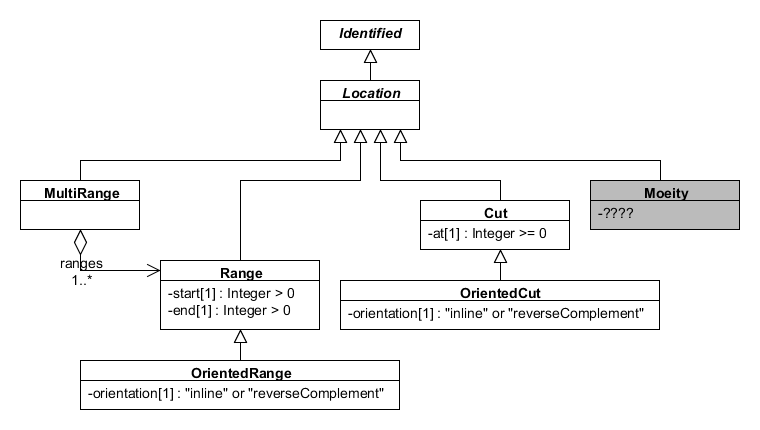 Identified
Location
MultiRange
Moeity
-????
Cut
-at[1] : Integer >= 0
ranges
1..*
Range
-start[1] : Integer > 0
-end[1] : Integer > 0
OrientedCut
-orientation[1] : "inline" or "reverseComplement"
OrientedRange
-orientation[1] : "inline" or "reverseComplement"